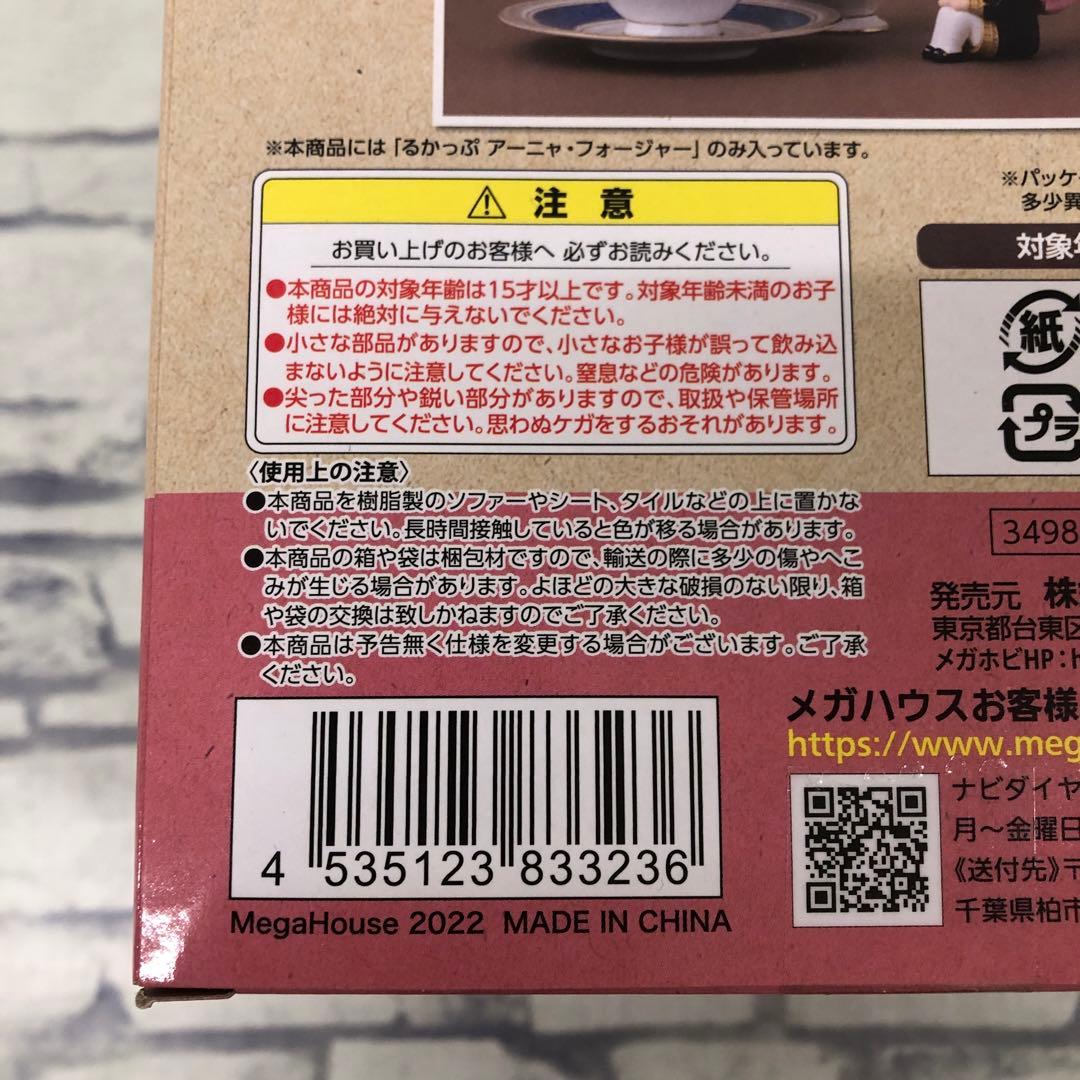 ※本商品には「るかっぷ アーニャ・フォージャー」のみ入っています。
⚠ 注 意
お買い上げのお客様へ 必ずお読みください。
●本商品の対象年齢は15才以上です。対象年齢未満のお子
様には絶対に与えないでください。
●小さな部品がありますので、小さなお子様が誤って飲み込
まないように注意してください。窒息などの危険があります。
●尖った部分や鋭い部分がありますので、取扱や保管場所
に注意してください。思わぬケガをするおそれがあります。
〈使用上の注意〉
●本商品を樹脂製のソファーやシート、タイルなどの上に置かな
いでください。長時間接触していると色が移る場合があります。
●本商品の箱や袋は梱包材ですので、輸送の際に多少の傷やへこ
みが生じる場合があります。よほどの大きな破損のない限り、箱
や袋の交換は致しかねますのでご了承ください。
●本商品は予告無く仕様を変更する場合がございます。ご了承
ください。
4 535123 833236
MegaHouse 2022 MADE IN CHINA
※パッケー
多少異
対象年
紙
プラ
3498
発売元 株
東京都台東区
メガホビHP:h
メガハウスお客様
https://www.meg
ナビダイヤ
月～金曜日
《送付先》〒
千葉県柏市